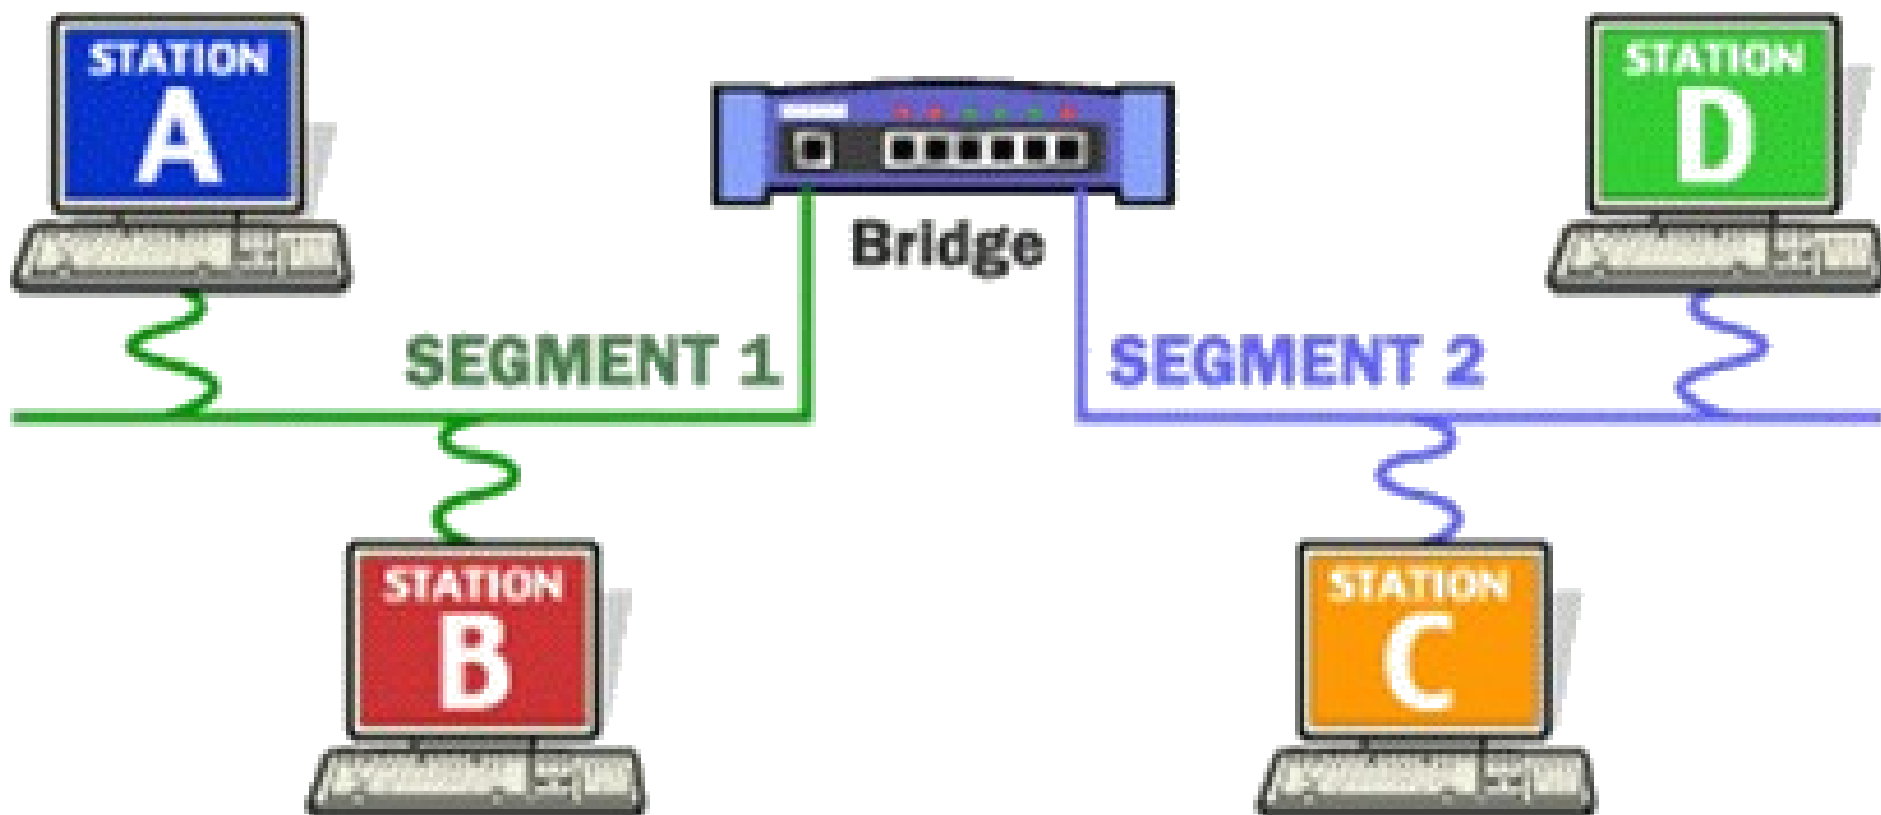 STATION
A
STATION
D
Bridge
SEGMENT 1
SEGMENT 2
STATION
B
STATION
C